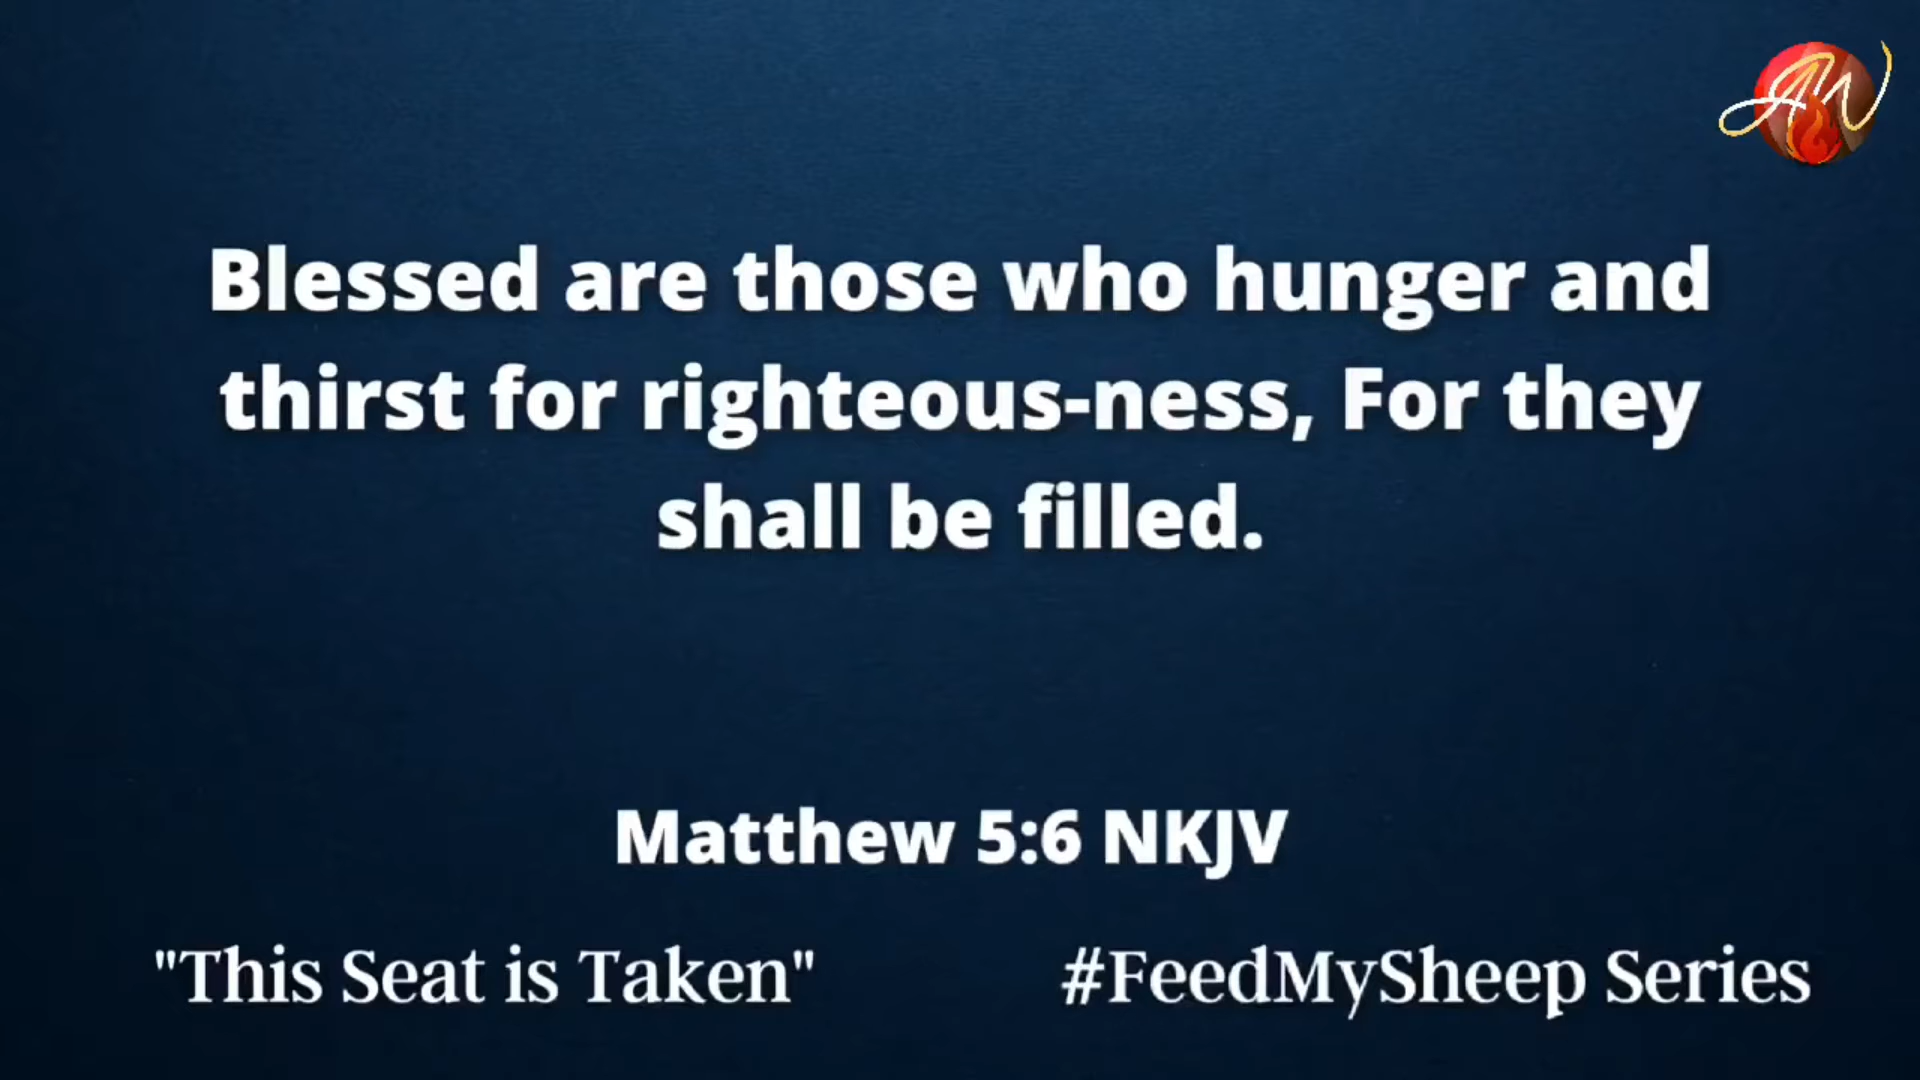 AW
Blessed are those who hunger and
thirst for righteous-ness, For they
shall be filled.
Matthew 5:6 NKJV
"This Seat is Taken" #FeedMySheep Series